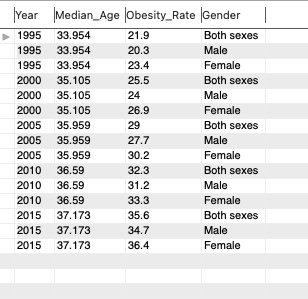 Year Median_Age Obesity_Rate Gender
1995 33.954 21.9 Both sexes
1995 33.954 20.3 Male
1995 33.954 23.4 Female
2000 35.105 25.5 Both sexes
2000 35.105 24 Male
2000 35.105 26.9 Female
2005 35.959 29 Both sexes
2005 35.959 27.7 Male
2005 35.959 30.2 Female
2010 36.59 32.3 Both sexes
2010 36.59 31.2 Male
2010 36.59 33.3 Female
2015 37.173 35.6 Both sexes
2015 37.173 34.7 Male
2015 37.173 36.4 Female